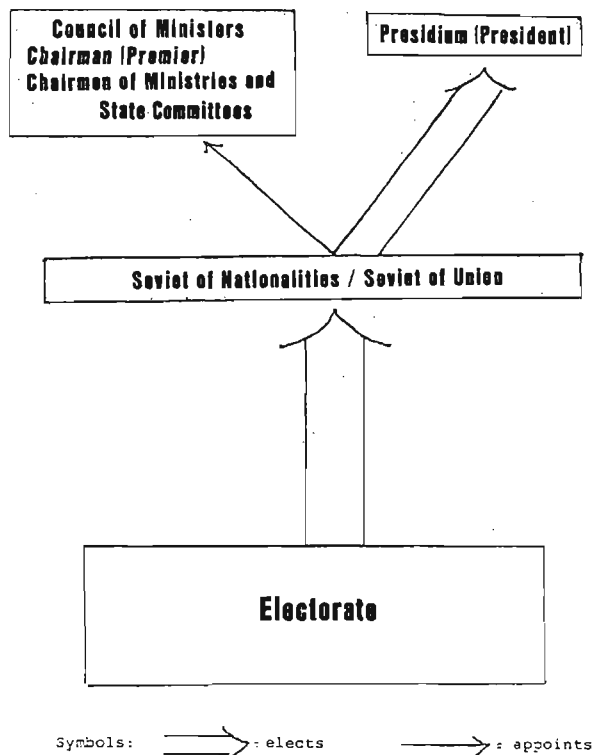 Council of Ministers
Chairman (Premier)
Chairmen of Ministries and
State Committees
Presidium (President)
Soviet of Nationalities / Soviet of Union
Electorate
Symbols: : elects : appoints